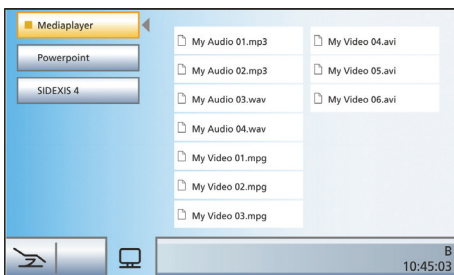 Mediaplayer
Powerpoint
SIDEXIS 4
My Audio 01.mp3
My Audio 02.mp3
My Audio 03.wav
My Audio 04.wav
My Video 01.mpg
My Video 02.mpg
My Video 03.mpg
My Video 04.avi
My Video 05.avi
My Video 06.avi
B
10:45:03